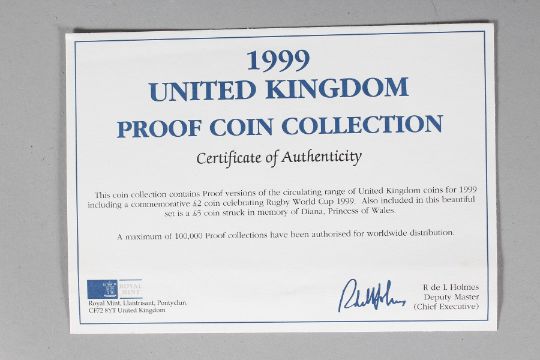 1999
UNITED KINGDOM
PROOF COIN COLLECTION
Certificate of Authenticity
This coin collection contains Proof versions of the circulating range of United Kingdom coins for 1999
including a commemorative £2 coin celebrating Rugby World Cup 1999. Also included in this beautiful
set is a £5 coin struck in memory of Diana, Princess of Wales.
A maximum of 100,000 Proof collections have been authorised for worldwide distribution.
ROYAL
MINT
Royal Mint, Llantrisant, Pontyclun
CF72 8YT United Kingdom
R de L Holmes
Deputy Master
(Chief Executive)